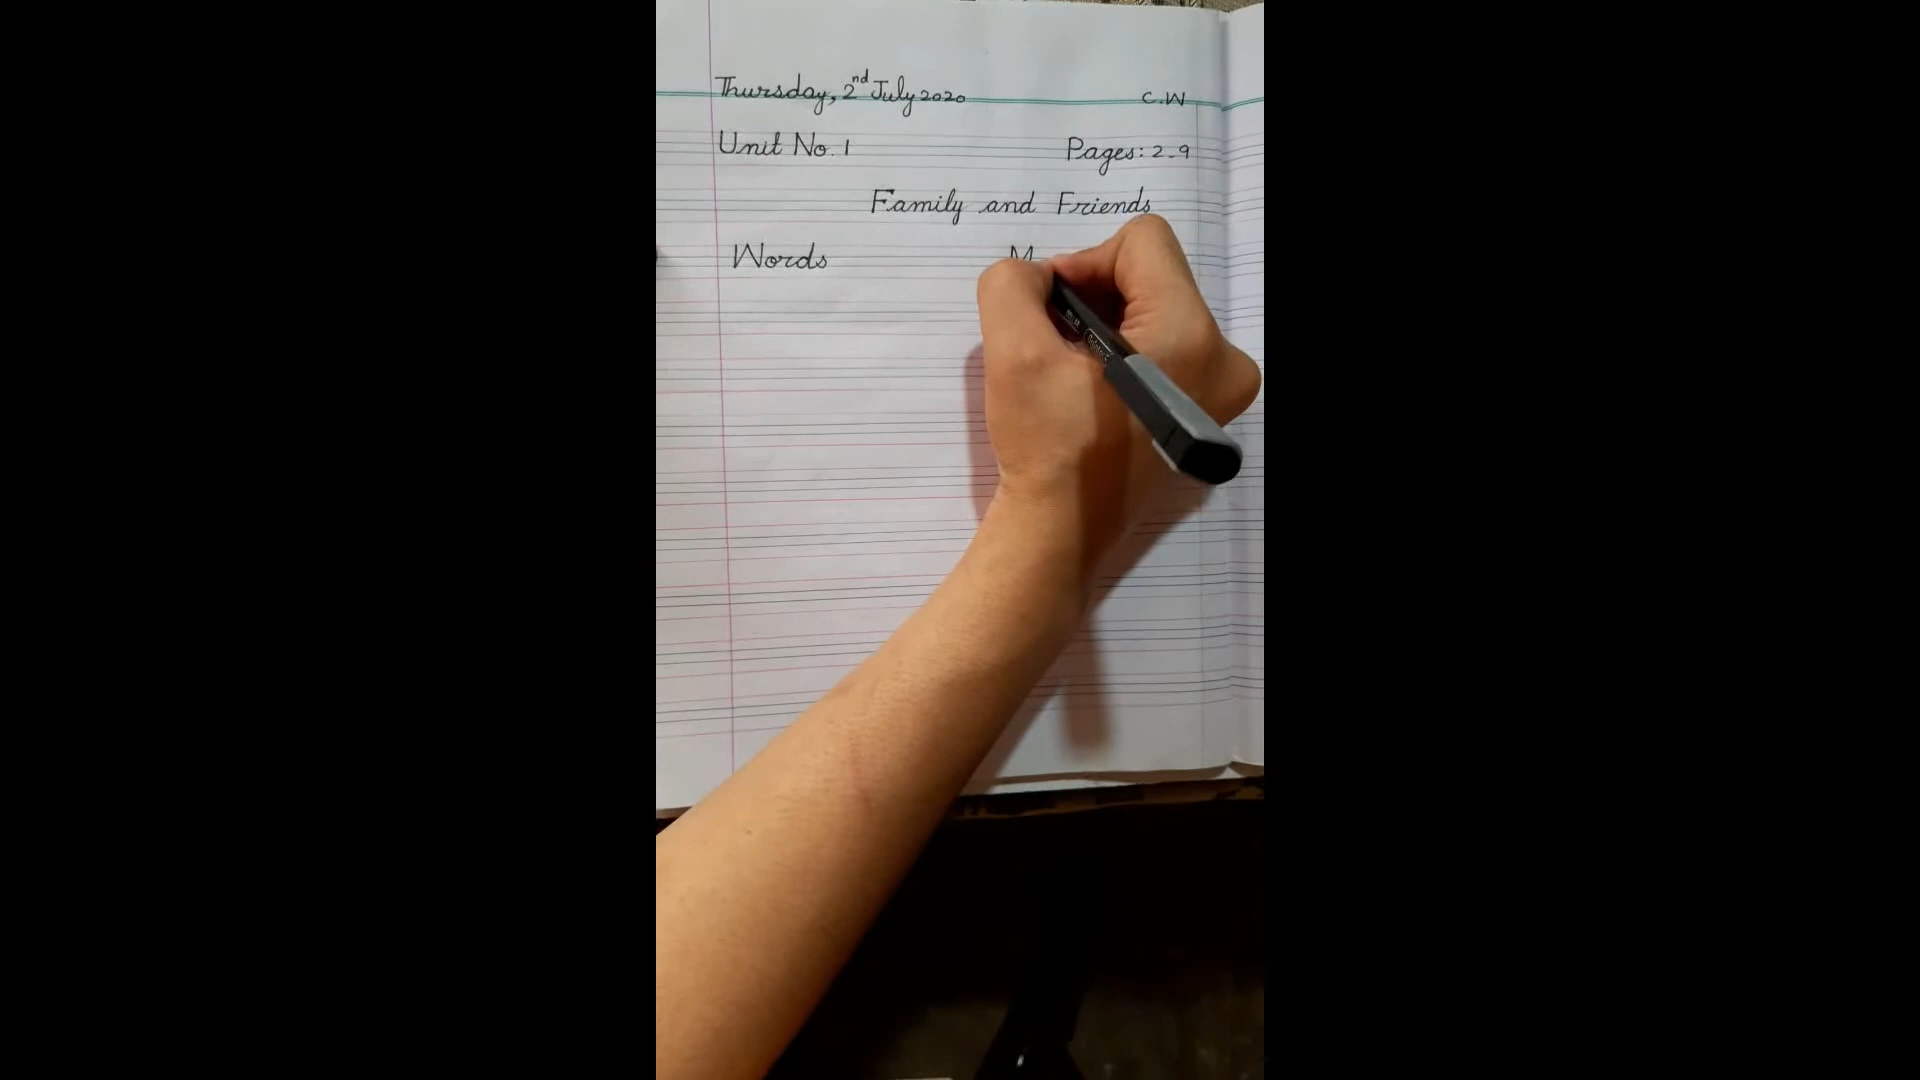 Thursday, 2nd July 2020 C.W
Unit No. 1 Pages: 2-9
Family and Friends
Words M